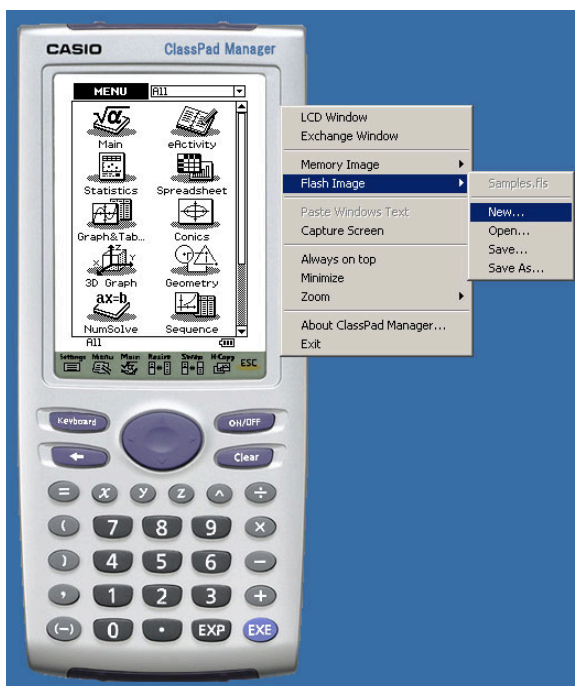 CASIO ClassPad Manager
MENU All
√α
Main eActivity
Statistics Spreadsheet
Graph&Tab... Conics
Z
Y
X
3D Graph Geometry
ax=b
NumSolve Sequence
All
Settings Menu Main Resize Swap H-Copy ESC
LCD Window
Exchange Window
Memory Image
Flash Image
Paste Windows Text
Capture Screen
Always on top
Minimize
Zoom
About ClassPad Manager...
Exit
Samples.fls
New...
Open...
Save...
Save As...
Keyboard ON/OFF
Clear
= x y z ^ ÷
( 7 8 9 ×
) 4 5 6 −
, 1 2 3 +
(−) 0 • EXP EXE